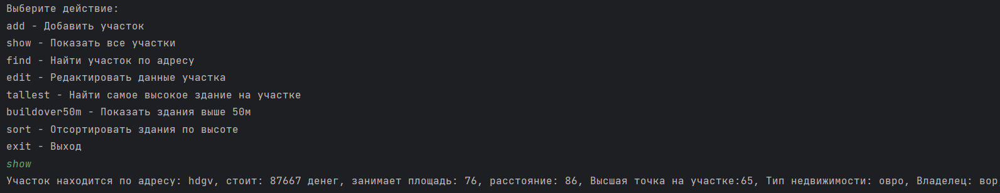 Выберите действие:
add - Добавить участок
show - Показать все участки
find - Найти участок по адресу
edit - Редактировать данные участка
tallest - Найти самое высокое здание на участке
buildover50m - Показать здания выше 50м
sort - Отсортировать здания по высоте
exit - Выход
show
Участок находится по адресу: hdgv, стоит: 87667 денег, занимает площадь: 76, расстояние: 86, Высшая точка на участке:65, Тип недвижимости: овро, Владелец: вор